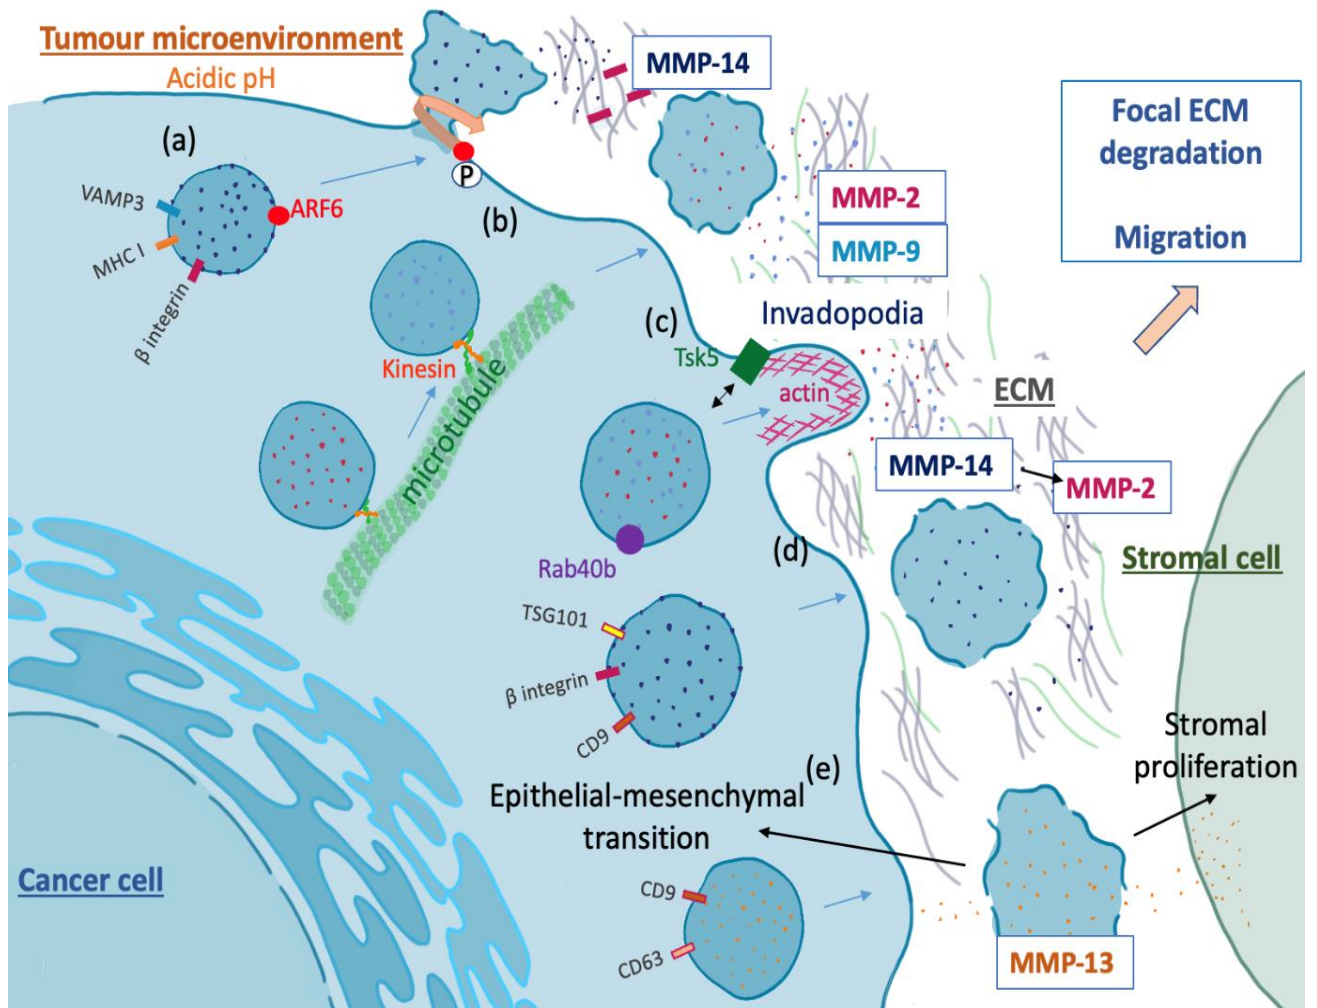 Tumour microenvironment
Acidic pH
(a)
VAMP3
MHC I
β integrin
ARF6
P
(b)
MMP-14
MMP-2
MMP-9
Focal ECM
degradation
Migration
Kinesin
microtubule
(c)
Tsk5
Invadopodia
actin
ECM
Rab40b
MMP-14
MMP-2
(d)
Stromal cell
TSG101
β integrin
CD9
(e)
Epithelial-mesenchymal
transition
Stromal
proliferation
Cancer cell
CD9
CD63
MMP-13